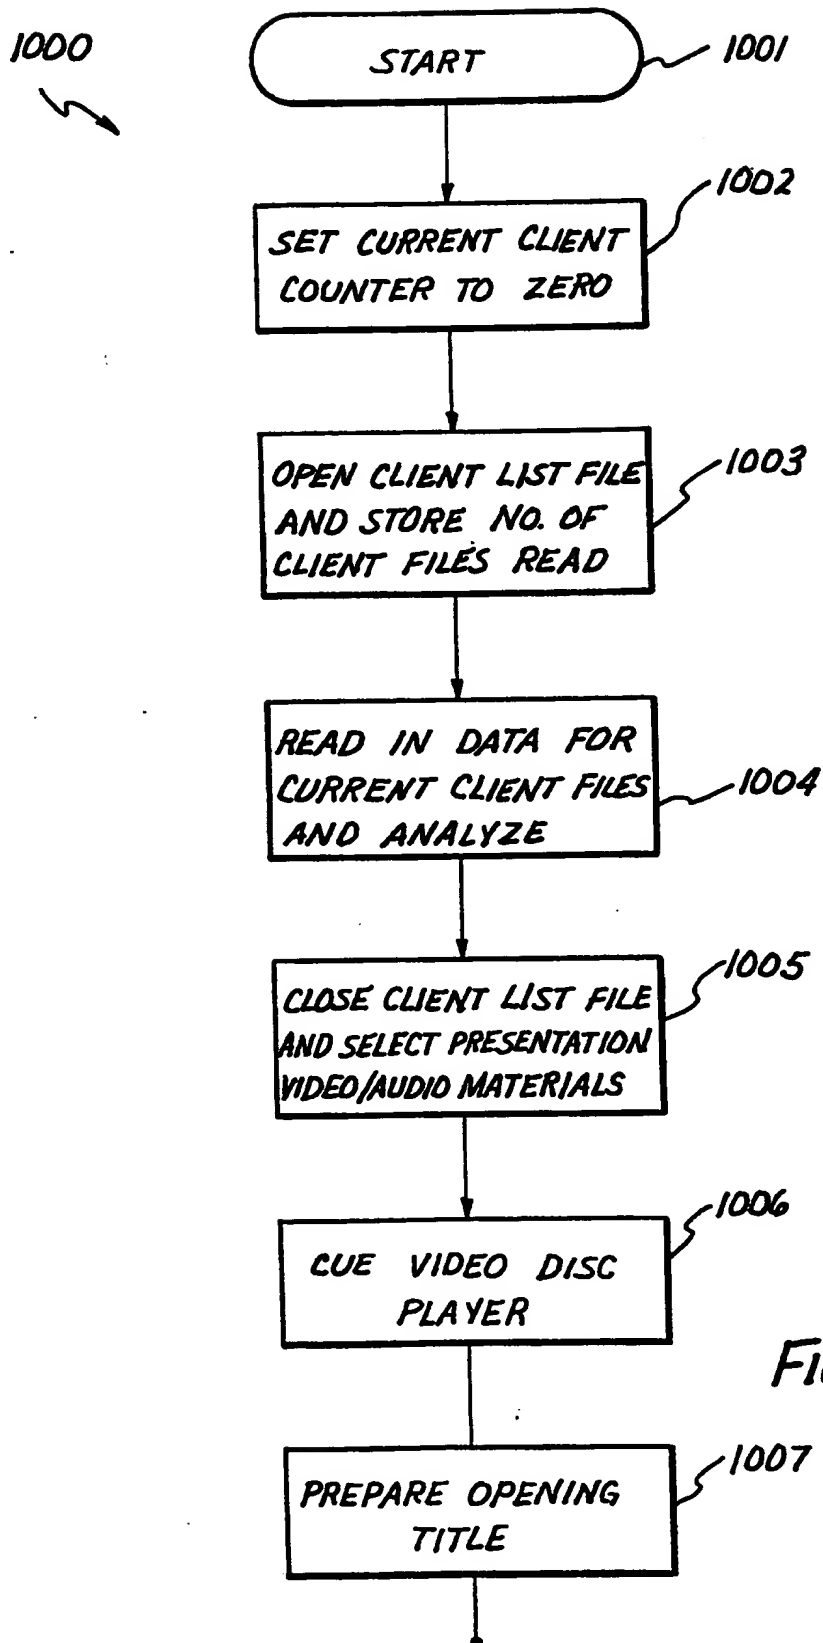 1000
START
1001
1002
SET CURRENT CLIENT
COUNTER TO ZERO
1003
OPEN CLIENT LIST FILE
AND STORE NO. OF
CLIENT FILES READ
READ IN DATA FOR
CURRENT CLIENT FILES
AND ANALYZE
1004
1005
CLOSE CLIENT LIST FILE
AND SELECT PRESENTATION
VIDEO/AUDIO MATERIALS
1006
CUE VIDEO DISC
PLAYER
1007
PREPARE OPENING
TITLE